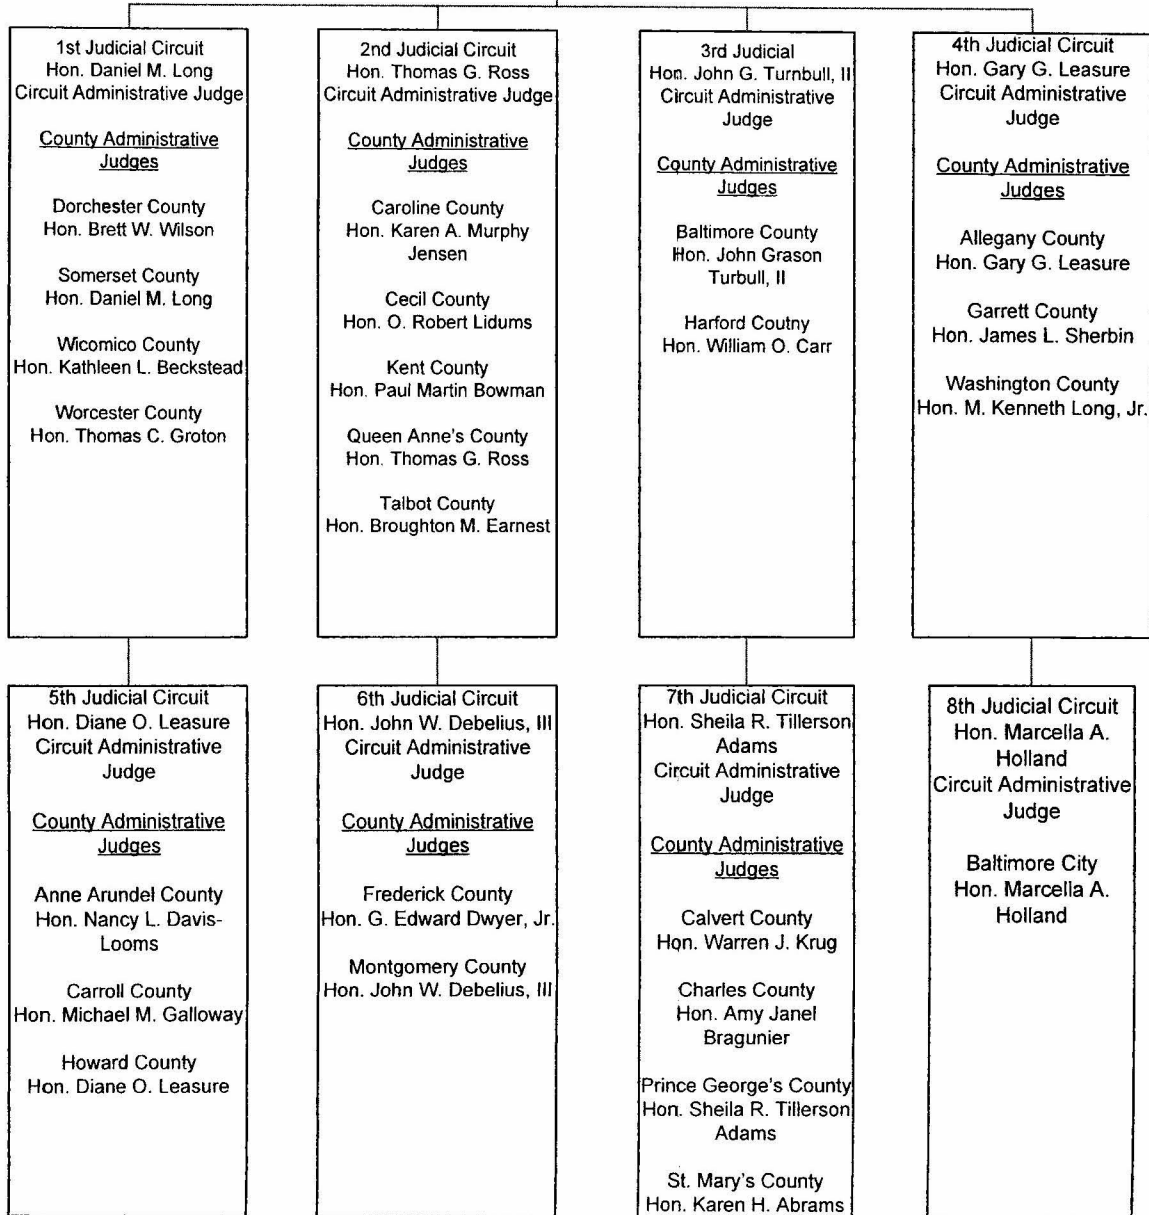 1st Judicial Circuit
Hon. Daniel M. Long
Circuit Administrative Judge
County Administrative
Judges
Dorchester County
Hon. Brett W. Wilson
Somerset County
Hon. Daniel M. Long
Wicomico County
Hon. Kathleen L. Beckstead
Worcester County
Hon. Thomas C. Groton
2nd Judicial Circuit
Hon. Thomas G. Ross
Circuit Administrative Judge
County Administrative
Judges
Caroline County
Hon. Karen A. Murphy
Jensen
Cecil County
Hon. O. Robert Lidums
Kent County
Hon. Paul Martin Bowman
Queen Anne's County
Hon. Thomas G. Ross
Talbot County
Hon. Broughton M. Earnest
3rd Judicial
Hon. John G. Turnbull, II
Circuit Administrative
Judge
County Administrative
Judges
Baltimore County
Hon. John Grason
Turbull, II
Harford Coutny
Hon. William O. Carr
4th Judicial Circuit
Hon. Gary G. Leasure
Circuit Administrative
Judge
County Administrative
Judges
Allegany County
Hon. Gary G. Leasure
Garrett County
Hon. James L. Sherbin
Washington County
Hon. M. Kenneth Long, Jr.
5th Judicial Circuit
Hon. Diane O. Leasure
Circuit Administrative
Judge
County Administrative
Judges
Anne Arundel County
Hon. Nancy L. Davis-
Looms
Carroll County
Hon. Michael M. Galloway
Howard County
Hon. Diane O. Leasure
6th Judicial Circuit
Hon. John W. Debelius, III
Circuit Administrative
Judge
County Administrative
Judges
Frederick County
Hon. G. Edward Dwyer, Jr.
Montgomery County
Hon. John W. Debelius, III
7th Judicial Circuit
Hon. Sheila R. Tillerson
Adams
Circuit Administrative
Judge
County Administrative
Judges
Calvert County
Hon. Warren J. Krug
Charles County
Hon. Amy Janel
Bragunier
Prince George's County
Hon. Sheila R. Tillerson
Adams
St. Mary's County
Hon. Karen H. Abrams
8th Judicial Circuit
Hon. Marcella A.
Holland
Circuit Administrative
Judge
Baltimore City
Hon. Marcella A.
Holland